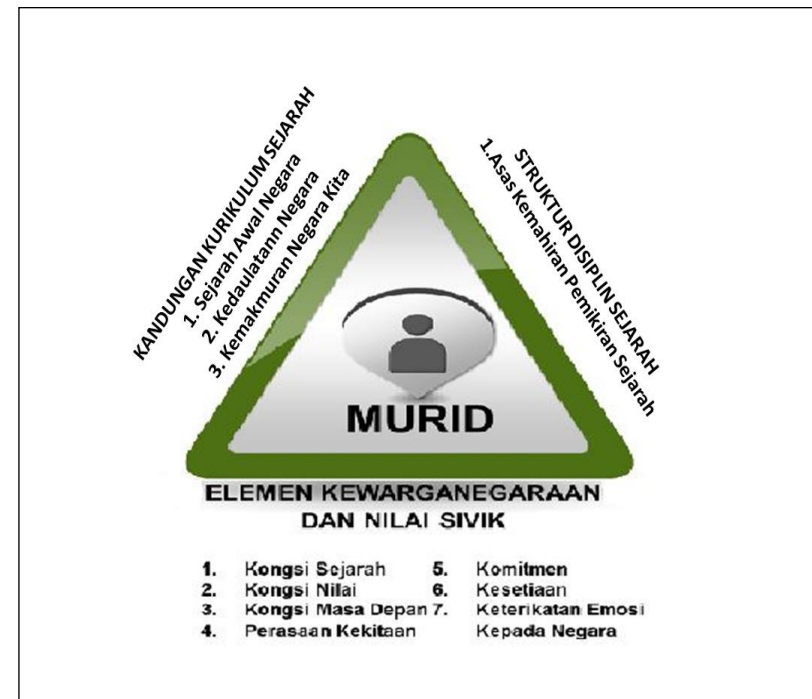 KANDUNGAN KURIKULUM SEJARAH
1. Sejarah Awal Negara
2. Kedaulatann Negara
3. Kemakmuran Negara Kita
STRUKTUR DISIPLIN SEJARAH
1.Asas Kemahiran Pemikiran Sejarah
MURID
ELEMEN KEWARGANEGARAAN
DAN NILAI SIVIK
1. Kongsi Sejarah
2. Kongsi Nilai
3. Kongsi Masa Depan
4. Perasaan Kekitaan
5. Komitmen
6. Kesetiaan
7. Keterikatan Emosi
Kepada Negara